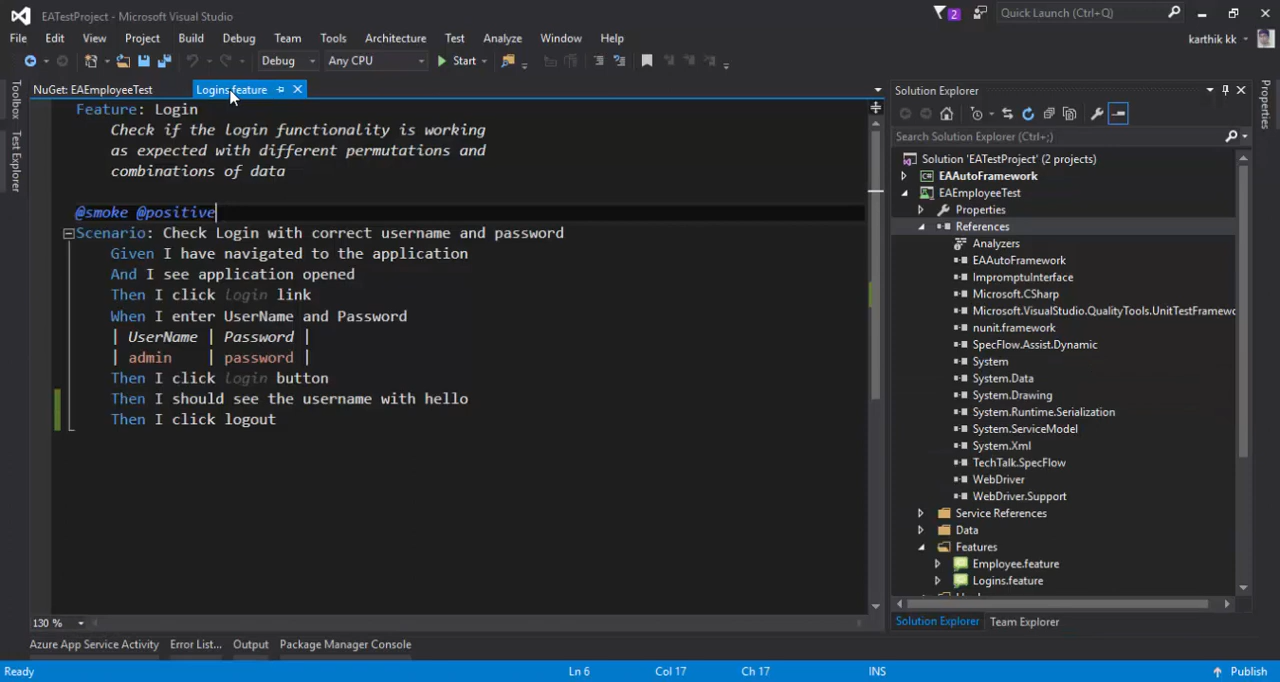 EATestProject - Microsoft Visual Studio
2
Quick Launch (Ctrl+Q)
File Edit View Project Build Debug Team Tools Architecture Test Analyze Window Help
karthik kk
Debug Any CPU Start
Toolbox
Test Explorer
NuGet: EAEmployeeTest Logins.feature
Feature: Login
Check if the login functionality is working
as expected with different permutations and
combinations of data
@smoke @positive
Scenario: Check Login with correct username and password
Given I have navigated to the application
And I see application opened
Then I click login link
When I enter UserName and Password
| UserName | Password |
| admin | password |
Then I click login button
Then I should see the username with hello
Then I click logout
130 %
Solution Explorer
Search Solution Explorer (Ctrl+;)
Solution 'EATestProject' (2 projects)
C# EAAutoFramework
EAEmployeeTest
Properties
References
Analyzers
EAAutoFramework
ImpromptuInterface
Microsoft.CSharp
Microsoft.VisualStudio.QualityTools.UnitTestFramewo
nunit.framework
SpecFlow.Assist.Dynamic
System
System.Data
System.Drawing
System.Runtime.Serialization
System.ServiceModel
System.Xml
TechTalk.SpecFlow
WebDriver
WebDriver.Support
Service References
Data
Features
Employee.feature
Logins.feature
Solution Explorer Team Explorer
Properties
Azure App Service Activity Error List... Output Package Manager Console
Ready Ln 6 Col 17 Ch 17 INS Publish